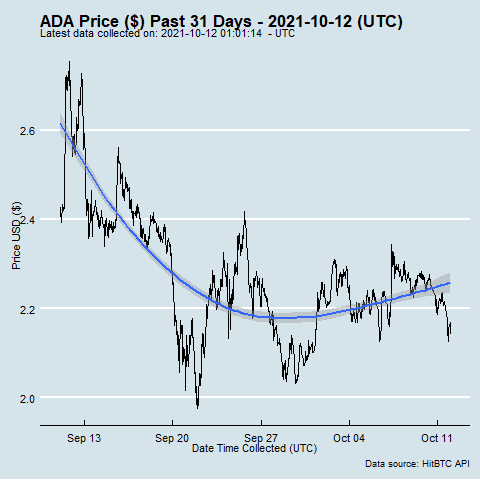 ADA Price ($) Past 31 Days - 2021-10-12 (UTC)
Latest data collected on: 2021-10-12 01:01:14  - UTC
Price USD ($)
2.6
2.4
2.2
2.0
Sep 13
Sep 20
Sep 27
Oct 04
Oct 11
Date Time Collected (UTC)
Data source: HitBTC API